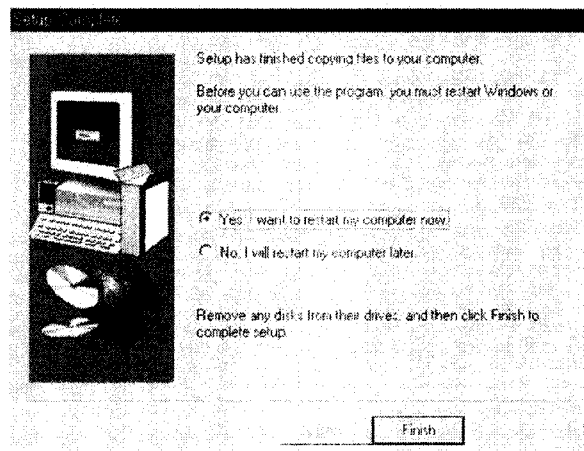 Setup Complete
Setup has finished copying files to your computer.
Before you can use the program, you must restart Windows or
your computer.
Yes, I want to restart my computer now.
No, I will restart my computer later.
Remove any disks from their drives, and then click Finish to
complete setup.
Finish